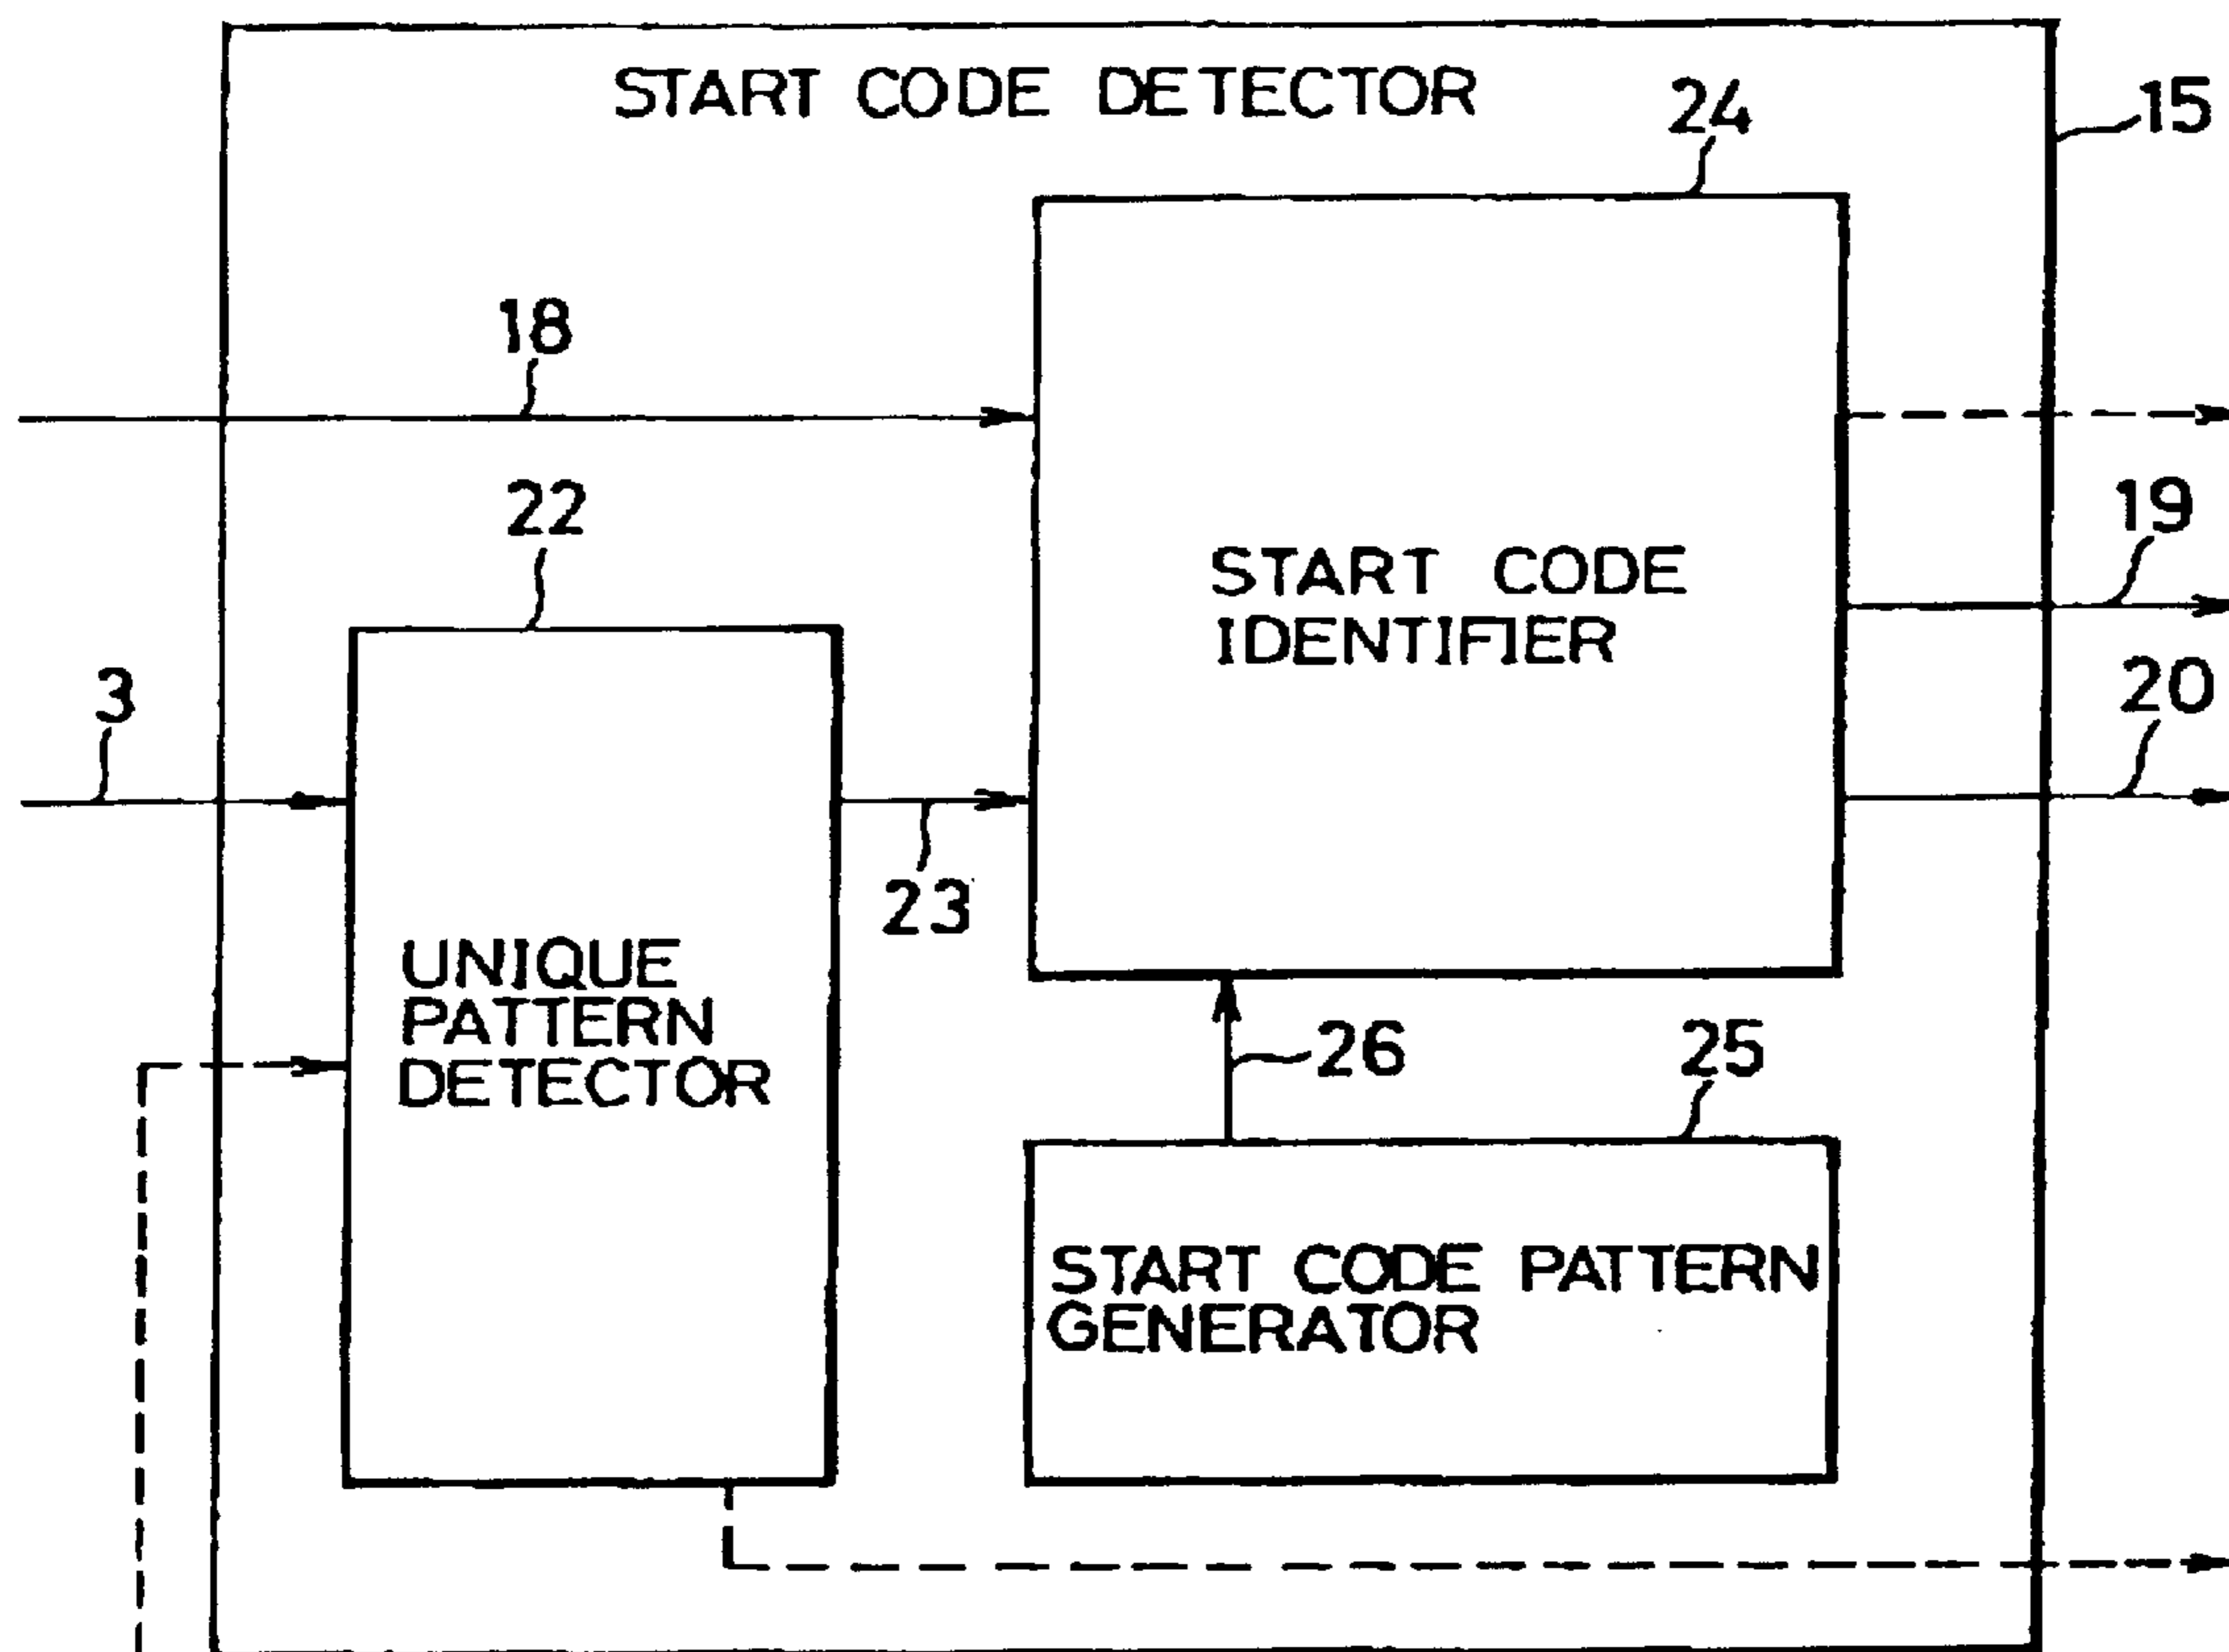 START CODE DETECTOR
24
15
18
19
22
START CODE
IDENTIFIER
3
20
23
UNIQUE
PATTERN
DETECTOR
26
25
START CODE PATTERN
GENERATOR